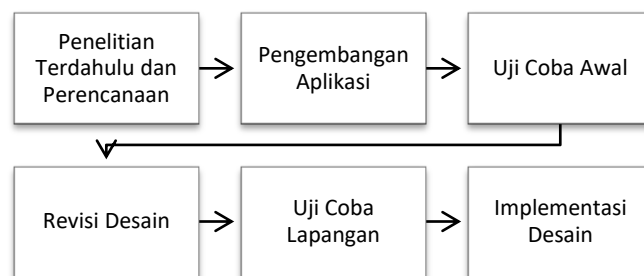 Penelitian
Terdahulu dan
Perencanaan
Pengembangan
Aplikasi
Uji Coba Awal
Revisi Desain
Uji Coba
Lapangan
Implementasi
Desain